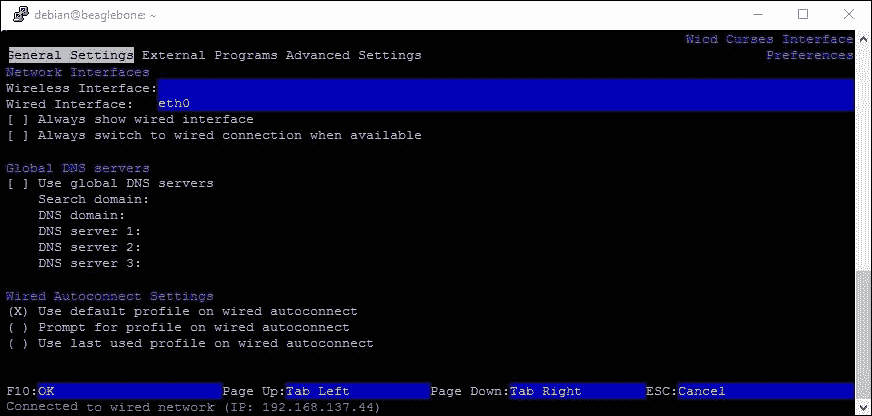 debian@beaglebone: ~
Wicd Curses Interface
General Settings External Programs Advanced Settings Preferences
Network Interfaces
Wireless Interface:
Wired Interface: eth0
[ ] Always show wired interface
[ ] Always switch to wired connection when available
Global DNS servers
[ ] Use global DNS servers
Search domain:
DNS domain:
DNS server 1:
DNS server 2:
DNS server 3:
Wired Autoconnect Settings
(X) Use default profile on wired autoconnect
( ) Prompt for profile on wired autoconnect
( ) Use last used profile on wired autoconnect
F10:OK Page Up:Tab Left Page Down:Tab Right ESC:Cancel
Connected to wired network (IP: 192.168.137.44)